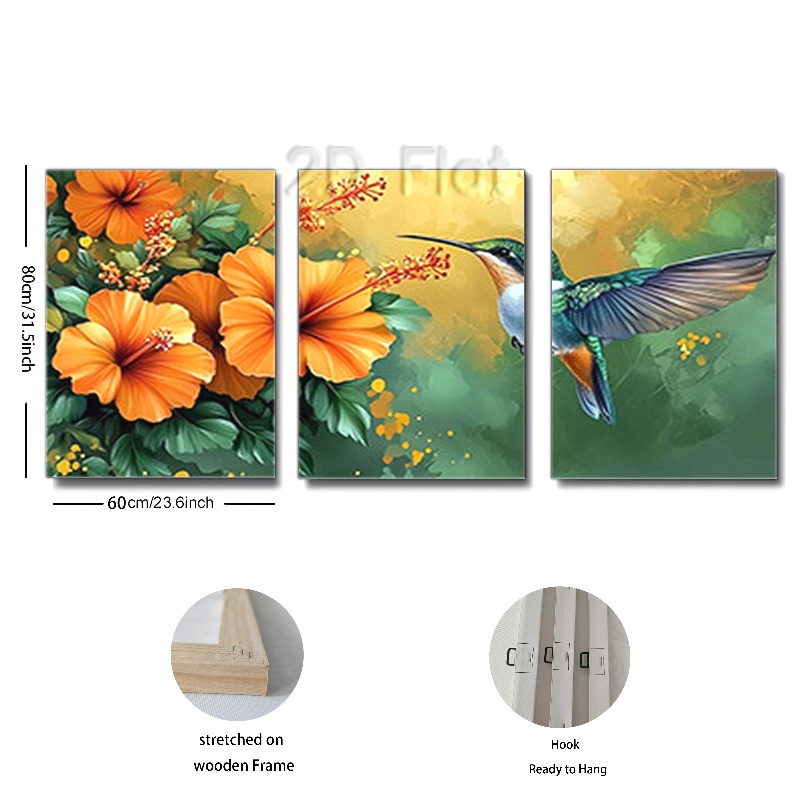 2D Flat
80cm/31.5inch
60cm/23.6inch
stretched on
wooden Frame
Hook
Ready to Hang